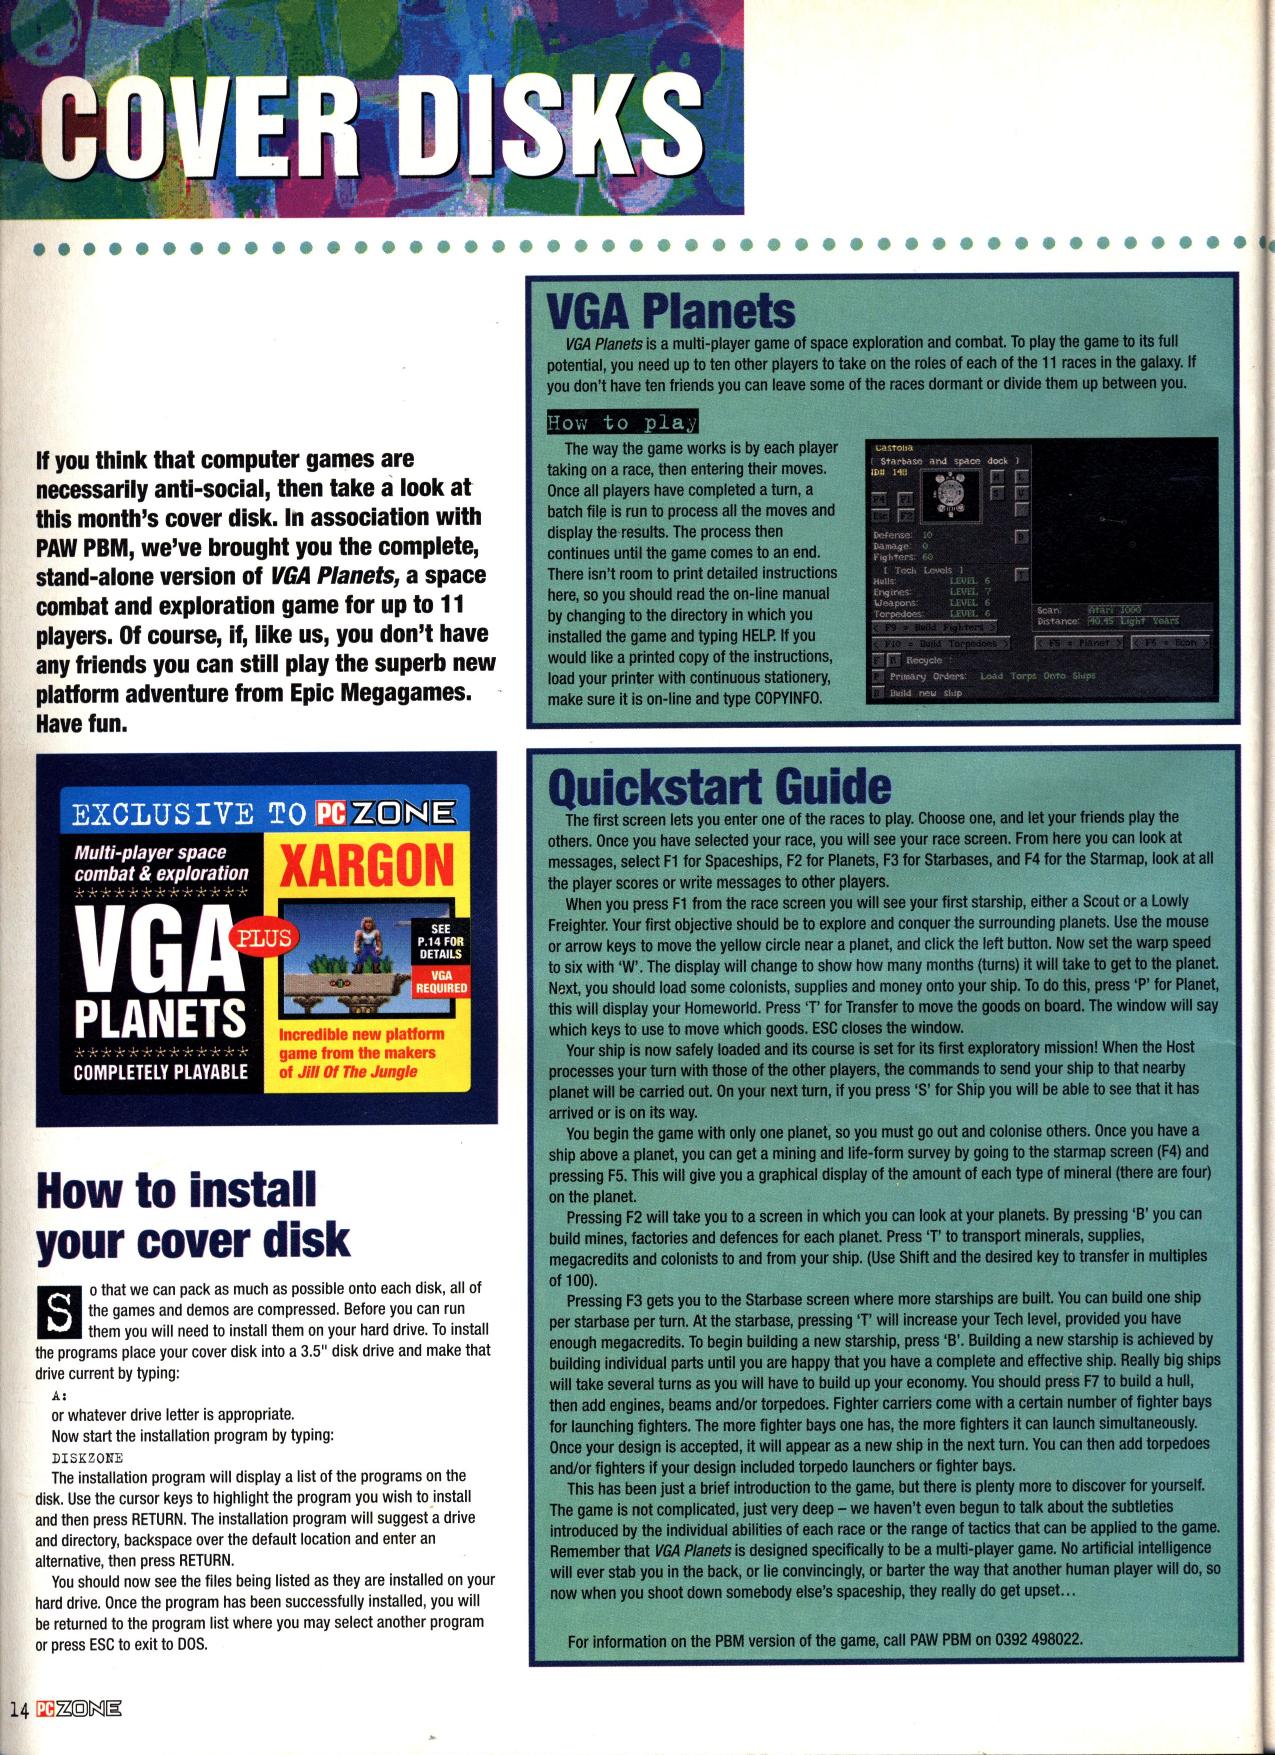 COVER DISKS
If you think that computer games are
necessarily anti-social, then take a look at
this month's cover disk. In association with
PAW PBM, we've brought you the complete,
stand-alone version of VGA Planets, a space
combat and exploration game for up to 11
players. Of course, if, like us, you don't have
any friends you can still play the superb new
platform adventure from Epic Megagames.
Have fun.
EXCLUSIVE TO PC ZONE
Multi-player space
combat & exploration
VGA
PLANETS
COMPLETELY PLAYABLE
PLUS
XARGON
SEE
P.14 FOR
DETAILS
VGA
REQUIRED
Incredible new platform
game from the makers
of Jill Of The Jungle
How to install
your cover disk
So that we can pack as much as possible onto each disk, all of
the games and demos are compressed. Before you can run
them you will need to install them on your hard drive. To install
the programs place your cover disk into a 3.5" disk drive and make that
drive current by typing:
A:
or whatever drive letter is appropriate.
Now start the installation program by typing:
DISKZONE
The installation program will display a list of the programs on the
disk. Use the cursor keys to highlight the program you wish to install
and then press RETURN. The installation program will suggest a drive
and directory, backspace over the default location and enter an
alternative, then press RETURN.
You should now see the files being listed as they are installed on your
hard drive. Once the program has been successfully installed, you will
be returned to the program list where you may select another program
or press ESC to exit to DOS.
VGA Planets
VGA Planets is a multi-player game of space exploration and combat. To play the game to its full
potential, you need up to ten other players to take on the roles of each of the 11 races in the galaxy. If
you don't have ten friends you can leave some of the races dormant or divide them up between you.
How to play
The way the game works is by each player
taking on a race, then entering their moves.
Once all players have completed a turn, a
batch file is run to process all the moves and
display the results. The process then
continues until the game comes to an end.
There isn't room to print detailed instructions
here, so you should read the on-line manual
by changing to the directory in which you
installed the game and typing HELP. If you
would like a printed copy of the instructions,
load your printer with continuous stationery,
make sure it is on-line and type COPYINFO.
Castolia
[ Starbase and space dock ]
ID# 148
Defense: 10
Damage: 0
Fighters: 60
[ Tech Levels ]
Hulls: LEVEL 6
Engines: LEVEL 7
Weapons: LEVEL 6
Torpedoes: LEVEL 6
< F9 = Build Fighters >
< F10 = Build Torpedoes >
Recycle :
Primary Orders: Load Torps Onto Ships
Build new ship
Scan: Atari 1000
Distance: 40.45 Light Years
< F5 = Planet > < F6 = Scan >
Quickstart Guide
The first screen lets you enter one of the races to play. Choose one, and let your friends play the
others. Once you have selected your race, you will see your race screen. From here you can look at
messages, select F1 for Spaceships, F2 for Planets, F3 for Starbases, and F4 for the Starmap, look at all
the player scores or write messages to other players.
When you press F1 from the race screen you will see your first starship, either a Scout or a Lowly
Freighter. Your first objective should be to explore and conquer the surrounding planets. Use the mouse
or arrow keys to move the yellow circle near a planet, and click the left button. Now set the warp speed
to six with 'W'. The display will change to show how many months (turns) it will take to get to the planet.
Next, you should load some colonists, supplies and money onto your ship. To do this, press 'P' for Planet,
this will display your Homeworld. Press 'T' for Transfer to move the goods on board. The window will say
which keys to use to move which goods. ESC closes the window.
Your ship is now safely loaded and its course is set for its first exploratory mission! When the Host
processes your turn with those of the other players, the commands to send your ship to that nearby
planet will be carried out. On your next turn, if you press 'S' for Ship you will be able to see that it has
arrived or is on its way.
You begin the game with only one planet, so you must go out and colonise others. Once you have a
ship above a planet, you can get a mining and life-form survey by going to the starmap screen (F4) and
pressing F5. This will give you a graphical display of the amount of each type of mineral (there are four)
on the planet.
Pressing F2 will take you to a screen in which you can look at your planets. By pressing 'B' you can
build mines, factories and defences for each planet. Press 'T' to transport minerals, supplies,
megacredits and colonists to and from your ship. (Use Shift and the desired key to transfer in multiples
of 100).
Pressing F3 gets you to the Starbase screen where more starships are built. You can build one ship
per starbase per turn. At the starbase, pressing 'T' will increase your Tech level, provided you have
enough megacredits. To begin building a new starship, press 'B'. Building a new starship is achieved by
building individual parts until you are happy that you have a complete and effective ship. Really big ships
will take several turns as you will have to build up your economy. You should press F7 to build a hull,
then add engines, beams and/or torpedoes. Fighter carriers come with a certain number of fighter bays
for launching fighters. The more fighter bays one has, the more fighters it can launch simultaneously.
Once your design is accepted, it will appear as a new ship in the next turn. You can then add torpedoes
and/or fighters if your design included torpedo launchers or fighter bays.
This has been just a brief introduction to the game, but there is plenty more to discover for yourself.
The game is not complicated, just very deep – we haven't even begun to talk about the subtleties
introduced by the individual abilities of each race or the range of tactics that can be applied to the game.
Remember that VGA Planets is designed specifically to be a multi-player game. No artificial intelligence
will ever stab you in the back, or lie convincingly, or barter the way that another human player will do, so
now when you shoot down somebody else's spaceship, they really do get upset...
For information on the PBM version of the game, call PAW PBM on 0392 498022.
14 PC ZONE